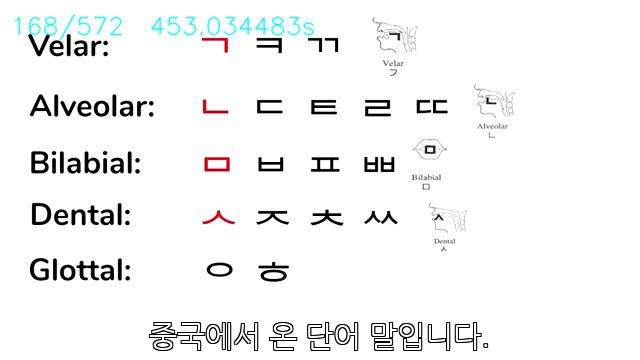 168/572 453.034483s
Velar: ㄱ ㅋ ㄲ
Velar
ㄱ
Alveolar: ㄴ ㄷ ㅌ ㄹ ㄸ
Alveolar
ㄴ
Bilabial: ㅁ ㅂ ㅍ ㅃ
Bilabial
ㅁ
Dental: ㅅ ㅈ ㅊ ㅆ
Dental
ㅅ
Glottal: ㅇ ㅎ
중국에서 온 단어 말입니다.